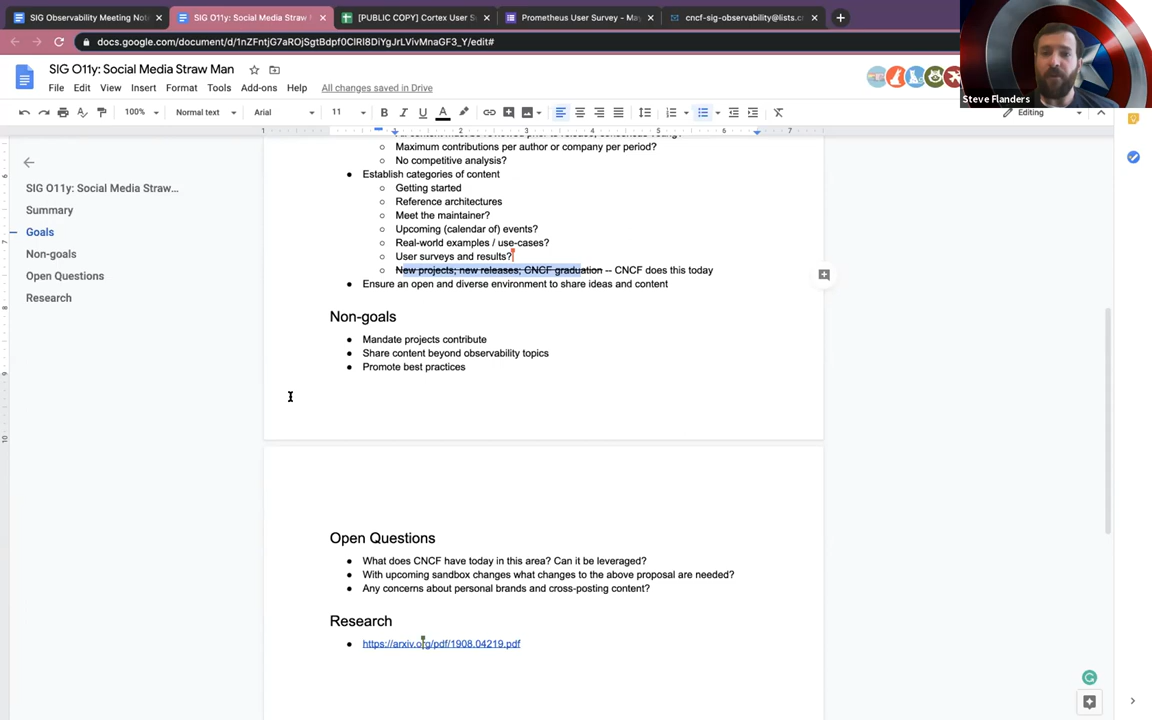 SIG Observability Meeting Not
SIG O11y: Social Media Straw
[PUBLIC COPY] Cortex User S
Prometheus User Survey - Ma
cncf-sig-observability@lists.c
docs.google.com/document/d/
SIG O11y: Social Media Straw Man
File Edit View Insert Format Tools Add-ons Help All changes saved in Drive
100% Normal text Arial 11 Editing
Steve Flanders
1 2 3 4 5 6 7
SIG O11y: Social Media Straw...
Summary
Goals
Non-goals
Open Questions
Research
Maximum contributions per author or company per period?
No competitive analysis?
Establish categories of content
Getting started
Reference architectures
Meet the maintainer?
Upcoming (calendar of) events?
Real-world examples / use-cases?
User surveys and results?
New projects; new releases; CNCF graduation -- CNCF does this today
Ensure an open and diverse environment to share ideas and content
Non-goals
Mandate projects contribute
Share content beyond observability topics
Promote best practices
Open Questions
What does CNCF have today in this area? Can it be leveraged?
With upcoming sandbox changes what changes to the above proposal are needed?
Any concerns about personal brands and cross-posting content?
Research
https://arxiv.org/pdf/1908.04219.pdf